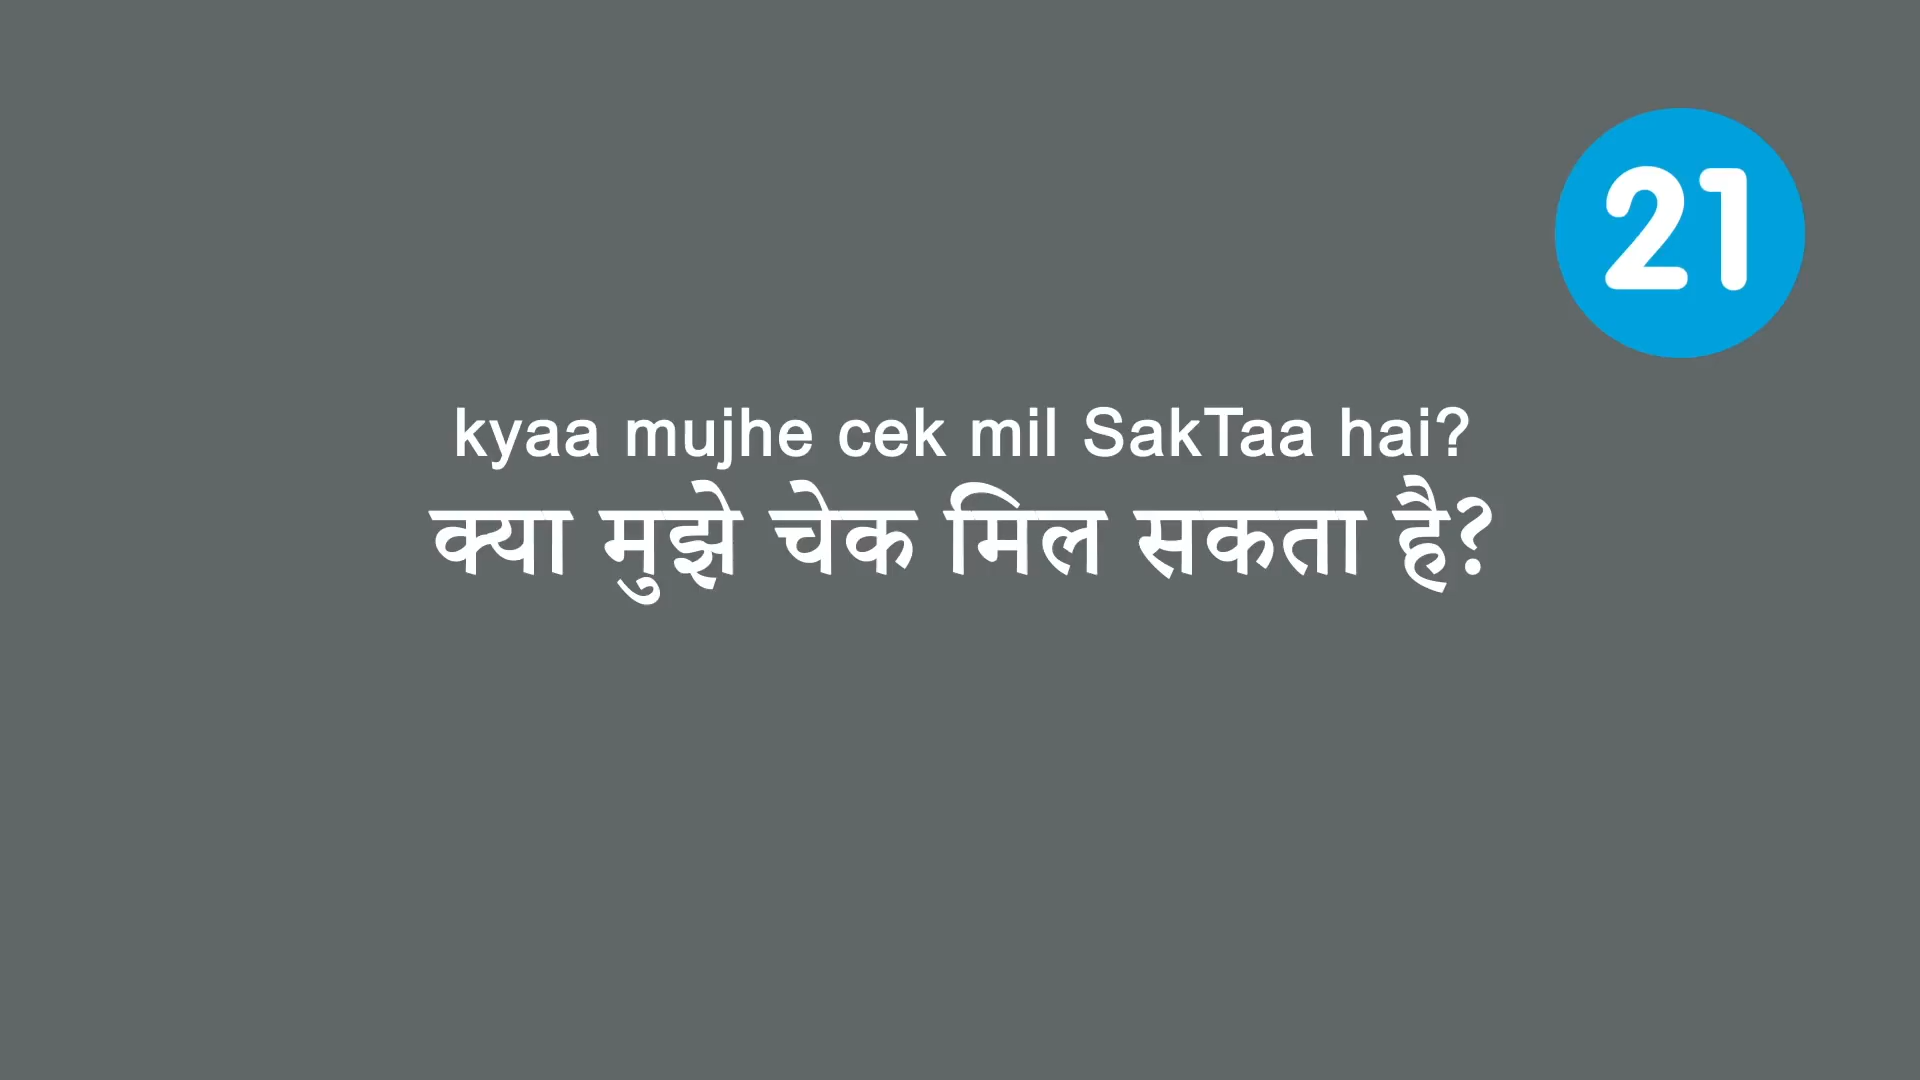 21
kyaa mujhe cek mil SakTaa hai?
क्या मुझे चेक मिल सकता है?